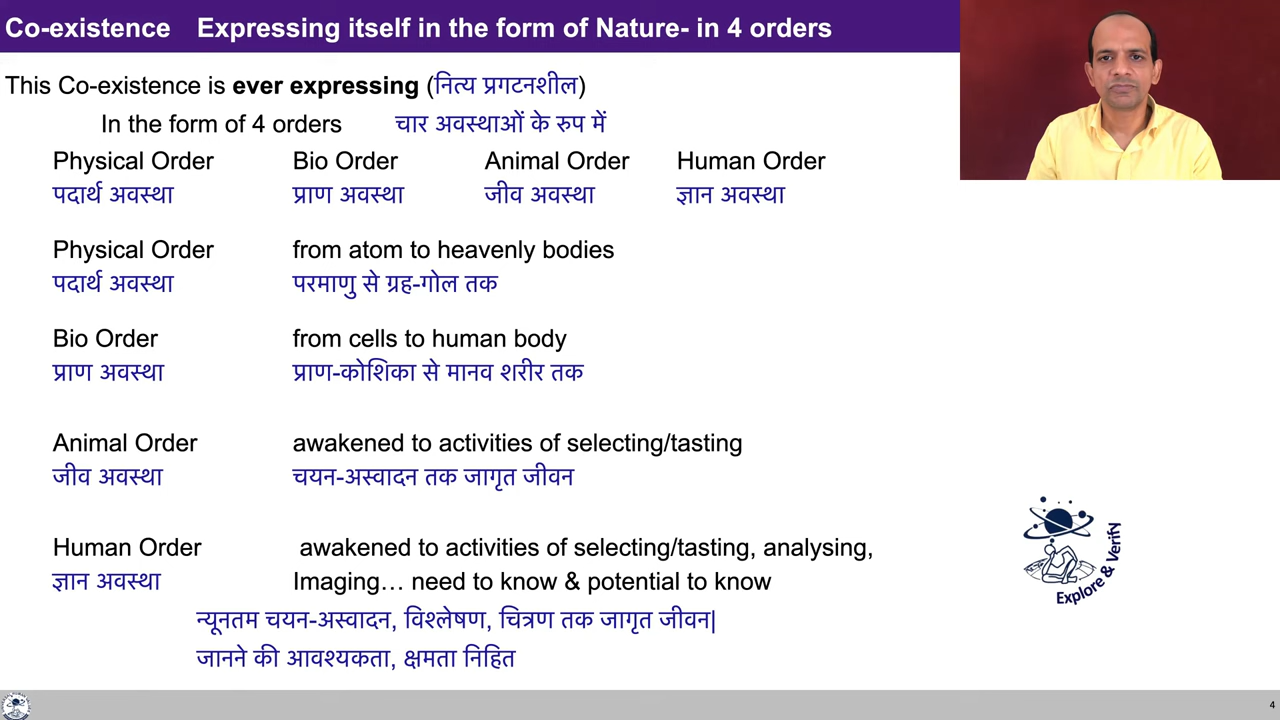 Co-existence Expressing itself in the form of Nature- in 4 orders
This Co-existence is ever expressing (नित्य प्रगटनशील)
In the form of 4 orders चार अवस्थाओं के रुप में
Physical Order Bio Order Animal Order Human Order
पदार्थ अवस्था प्राण अवस्था जीव अवस्था ज्ञान अवस्था
Physical Order from atom to heavenly bodies
पदार्थ अवस्था परमाणु से ग्रह-गोल तक
Bio Order from cells to human body
प्राण अवस्था प्राण-कोशिका से मानव शरीर तक
Animal Order awakened to activities of selecting/tasting
जीव अवस्था चयन-अस्वादन तक जागृत जीवन
Human Order awakened to activities of selecting/tasting, analysing,
ज्ञान अवस्था Imaging... need to know & potential to know
न्यूनतम चयन-अस्वादन, विश्लेषण, चित्रण तक जागृत जीवन|
जानने की आवश्यकता, क्षमता निहित
Explore & Verify
4